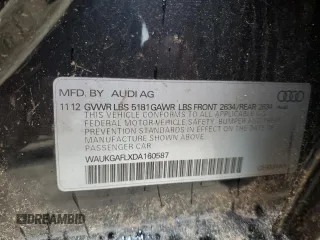 MFD. BY AUDI AG
Audi
11 12 GVWR LBS 5181 GAWR LBS FRONT 2634/REAR
THIS VEHICLE CONFORMS TO ALL APPLICABLE
FEDERAL MOTOR VEHICLE SAFETY, BUMPER AND
THEFT PREVENTION STANDARDS IN EFFECT ON THE DATE OF
Manufacture SHOWN ABOVE.
PASSENGER CAR
WAUKGAFLXDA160587
DREAMBID